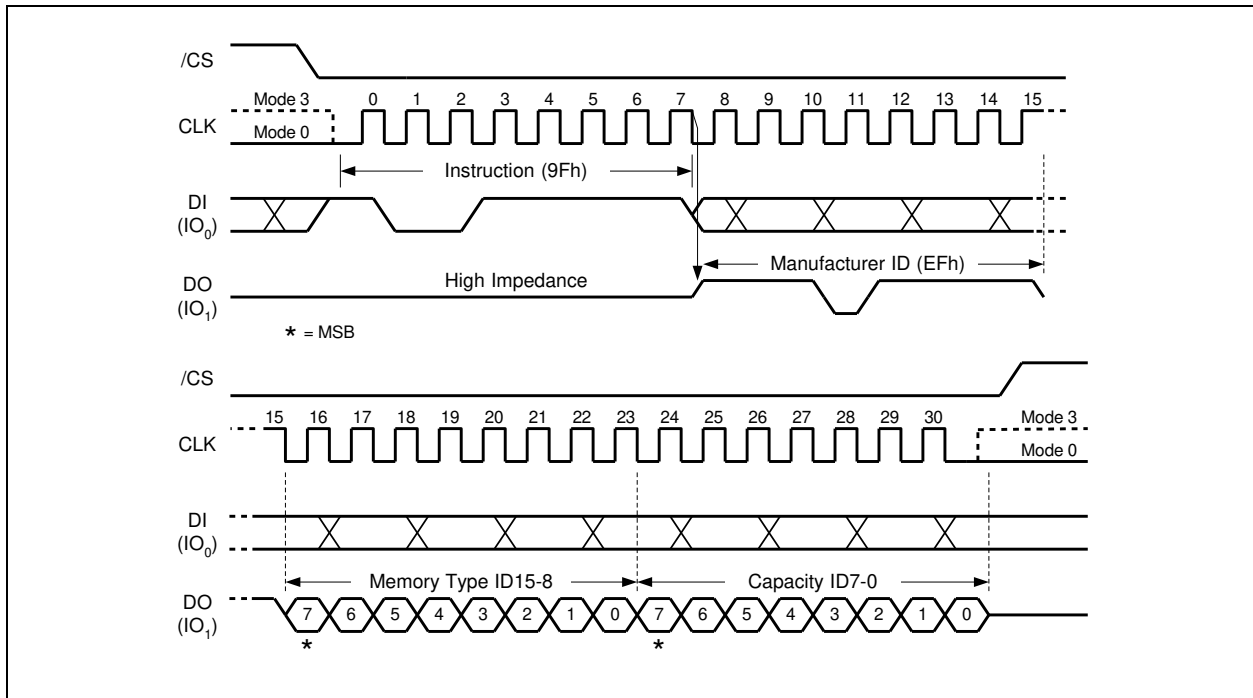 /CS
Mode 3 0 1 2 3 4 5 6 7 8 9 10 11 12 13 14 15
CLK Mode 0
Instruction (9Fh)
DI
(IO₀)
Manufacturer ID (EFh)
DO High Impedance
(IO₁)
* = MSB
/CS
15 16 17 18 19 20 21 22 23 24 25 26 27 28 29 30 Mode 3
CLK Mode 0
DI
(IO₀)
Memory Type ID15-8 Capacity ID7-0
DO 7 6 5 4 3 2 1 0 7 6 5 4 3 2 1 0
(IO₁)
* *